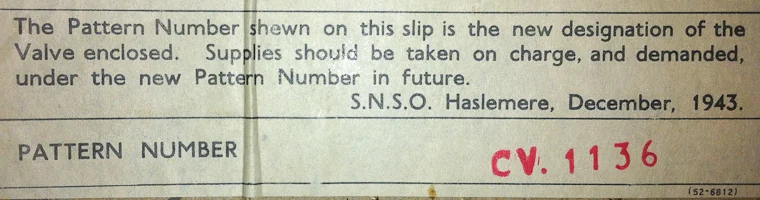 The Pattern Number shewn on this slip is the new designation of the
Valve enclosed. Supplies should be taken on charge, and demanded,
under the new Pattern Number in future.
S.N.S.O. Haslemere, December, 1943.
PATTERN NUMBER CV. 1136
(52-6812)